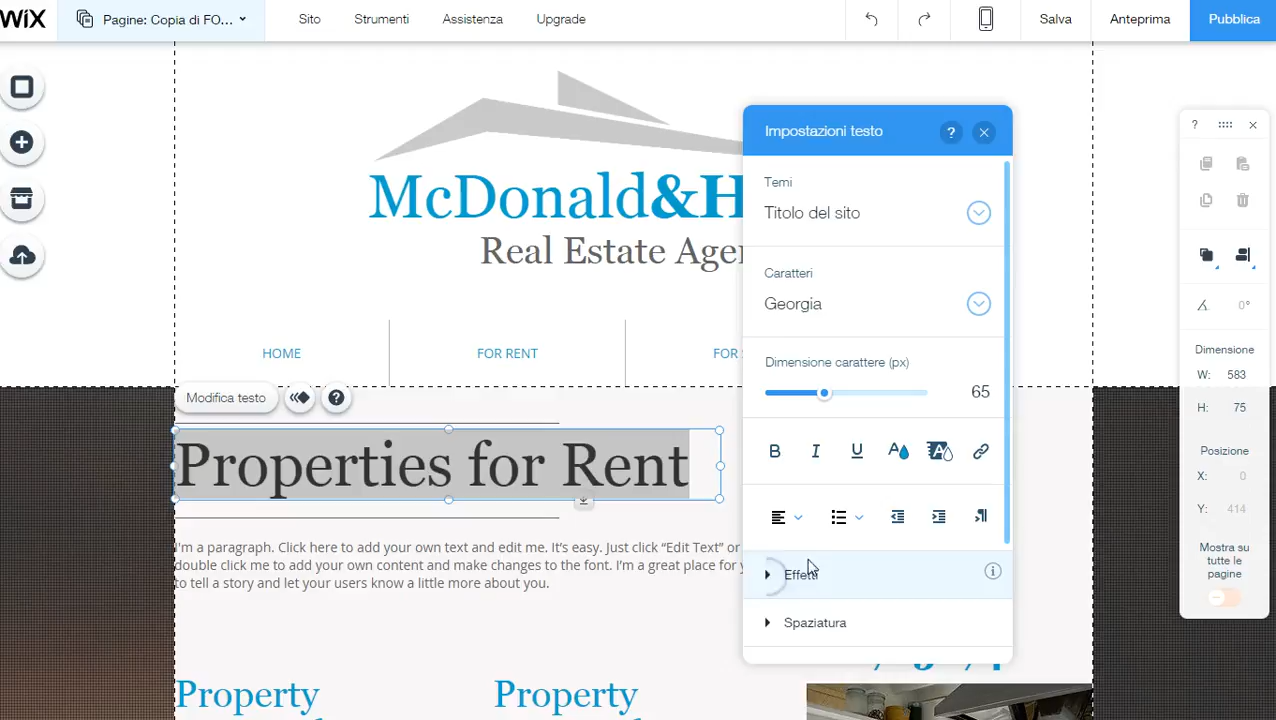 WiX
Pagine: Copia di FO...
Sito
Strumenti
Assistenza
Upgrade
Salva
Anteprima
Pubblica
McDonald&H
Real Estate Agen
HOME
FOR RENT
FOR
Modifica testo
?
Properties for Rent
I'm a paragraph. Click here to add your own text and edit me. It's easy. Just click “Edit Text” or
double click me to add your own content and make changes to the font. I'm a great place for y
to tell a story and let your users know a little more about you.
Property
Property
Impostazioni testo
?
Temi
Titolo del sito
Caratteri
Georgia
Dimensione carattere (px)
65
B I U A A
Effetti
Spaziatura
?
0°
Dimensione
W: 583
H: 75
Posizione
X: 0
Y: 414
Mostra su
tutte le
pagine